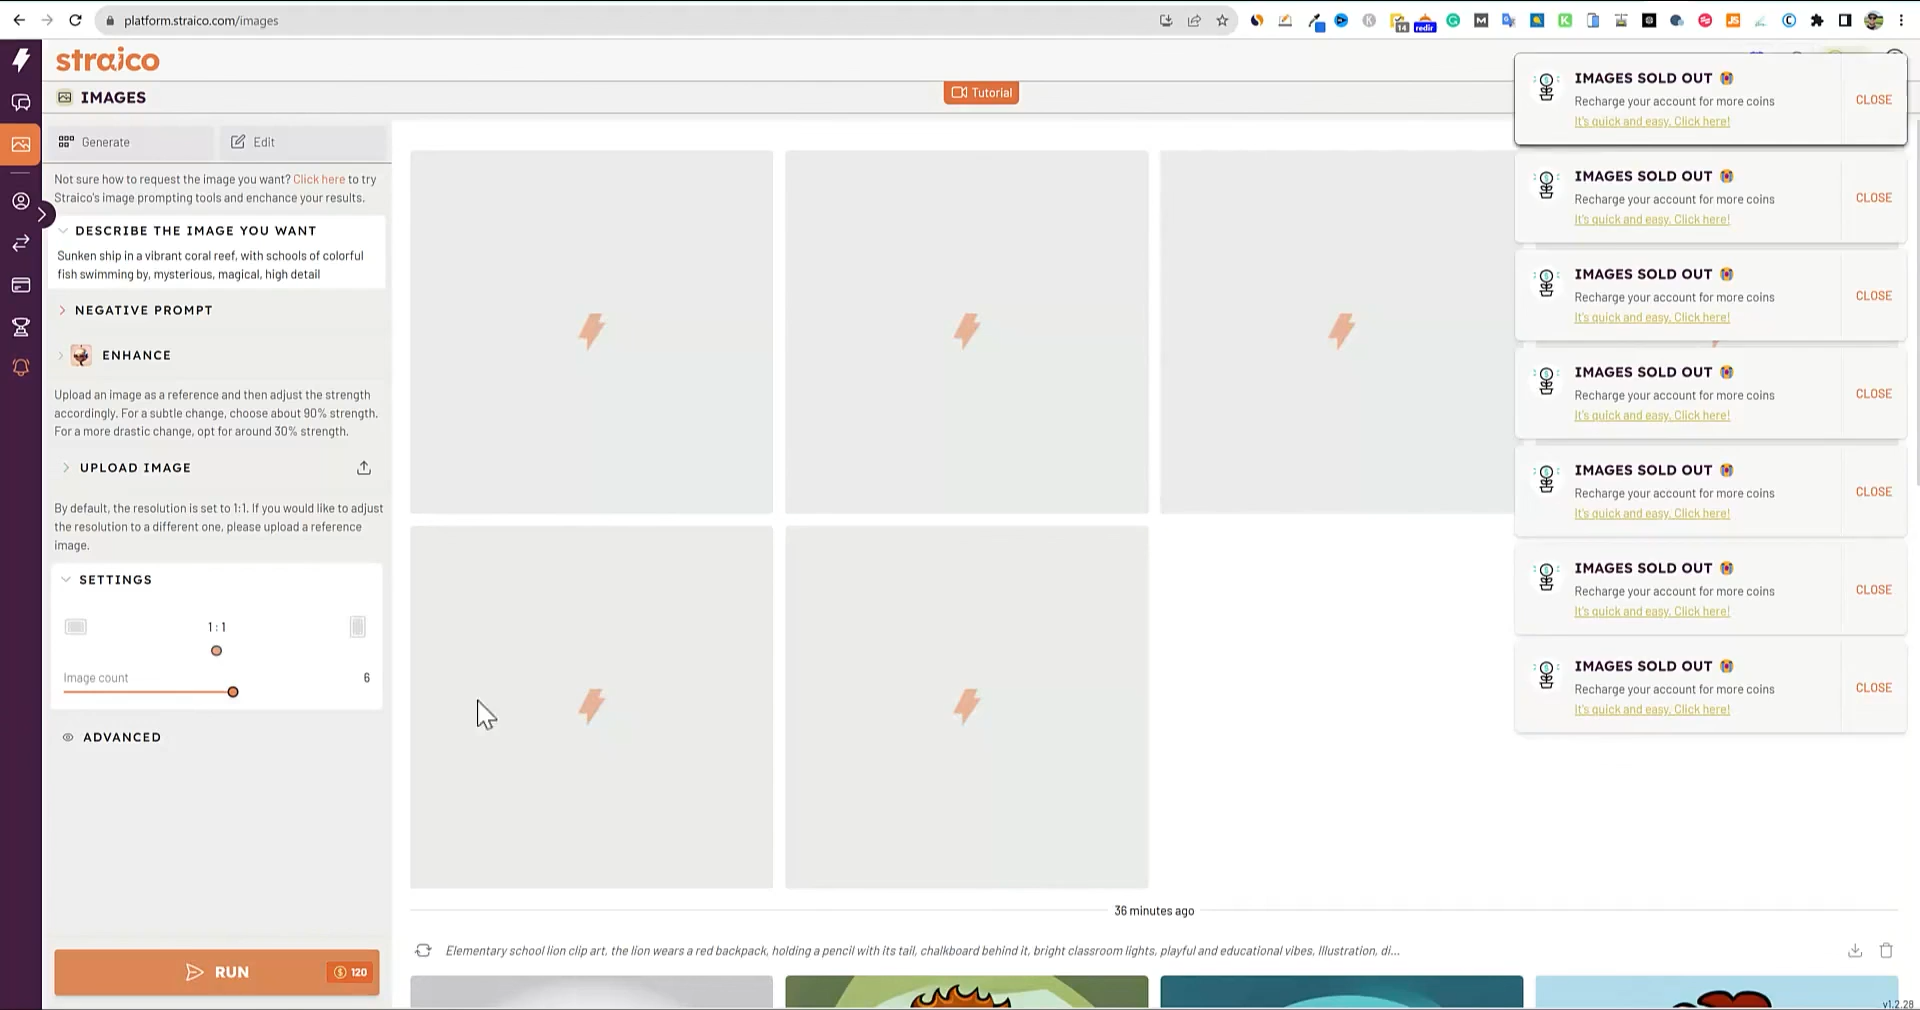 platform.straico.com/images
14
redir
straico
IMAGES
Tutorial
Generate
Edit
Not sure how to request the image you want? Click here to try
Straico's image prompting tools and enchance your results.
DESCRIBE THE IMAGE YOU WANT
Sunken ship in a vibrant coral reef, with schools of colorful
fish swimming by, mysterious, magical, high detail
NEGATIVE PROMPT
ENHANCE
Upload an image as a reference and then adjust the strength
accordingly. For a subtle change, choose about 90% strength.
For a more drastic change, opt for around 30% strength.
UPLOAD IMAGE
By default, the resolution is set to 1:1. If you would like to adjust
the resolution to a different one, please upload a reference
image.
SETTINGS
1 : 1
Image count 6
ADVANCED
RUN
120
IMAGES SOLD OUT
Recharge your account for more coins
It's quick and easy. Click here!
CLOSE
IMAGES SOLD OUT
Recharge your account for more coins
It's quick and easy. Click here!
CLOSE
IMAGES SOLD OUT
Recharge your account for more coins
It's quick and easy. Click here!
CLOSE
IMAGES SOLD OUT
Recharge your account for more coins
It's quick and easy. Click here!
CLOSE
IMAGES SOLD OUT
Recharge your account for more coins
It's quick and easy. Click here!
CLOSE
IMAGES SOLD OUT
Recharge your account for more coins
It's quick and easy. Click here!
CLOSE
IMAGES SOLD OUT
Recharge your account for more coins
It's quick and easy. Click here!
CLOSE
36 minutes ago
Elementary school lion clip art, the lion wears a red backpack, holding a pencil with its tail, chalkboard behind it, bright classroom lights, playful and educational vibes, Illustration, di...
v1.2.28